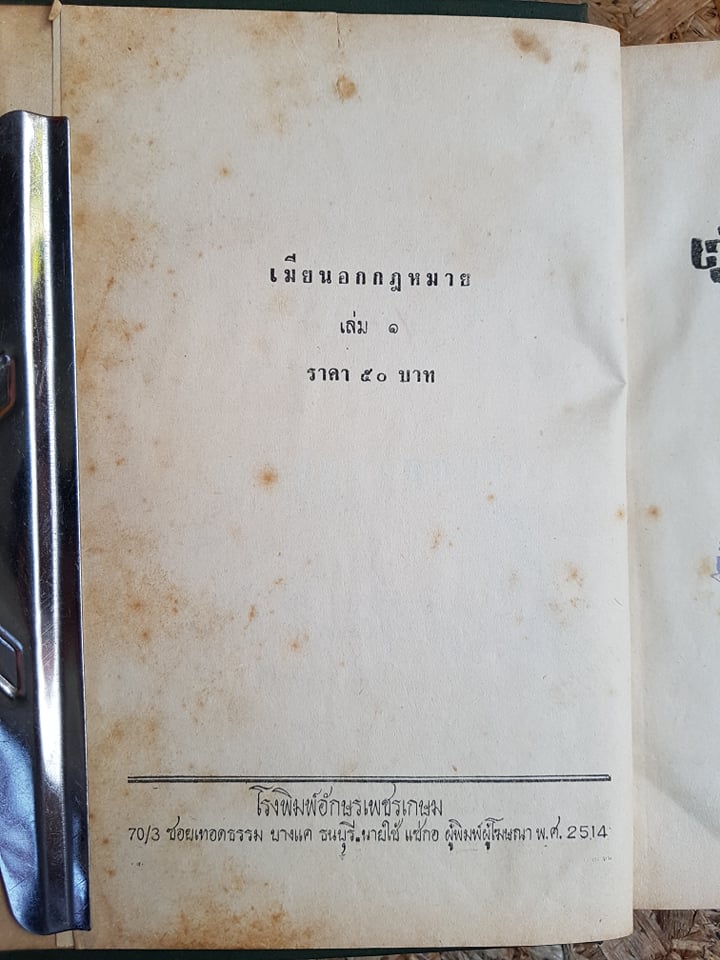 เมียนอกกฎหมาย
เล่ม ๑
ราคา ๕๐ บาท
โรงพิมพ์อักษรเพชรเกษม
70/3 ซอยเทอดธรรม บางแค ธนบุรี. นายใช้ แซ่กอ ผู้พิมพ์ผู้โฆษณา พ.ศ. 2514